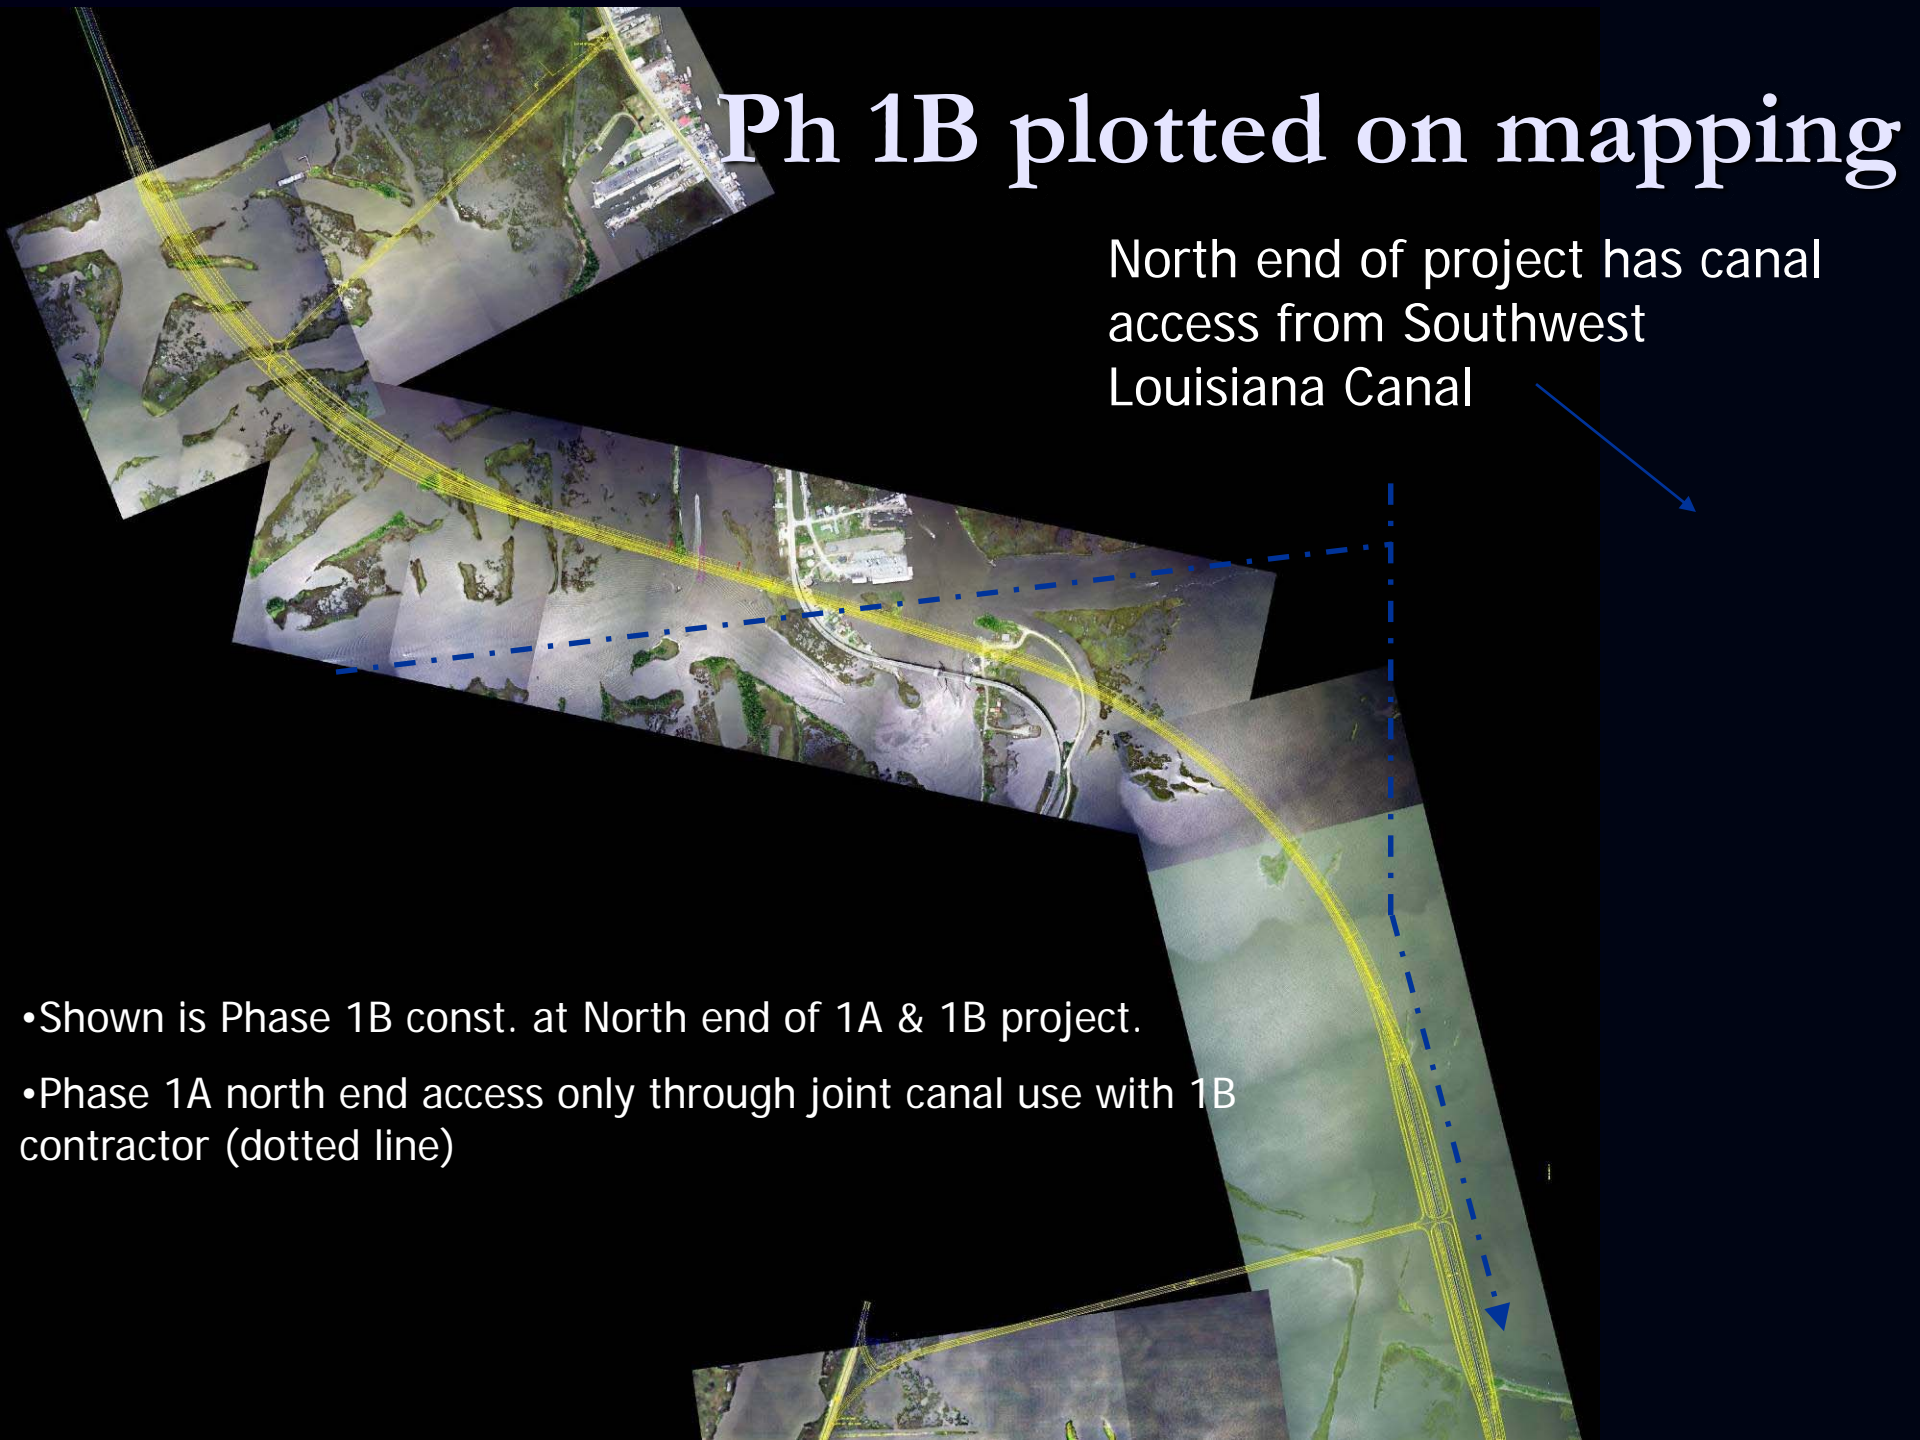 Ph 1B plotted on mapping
North end of project has canal
access from Southwest
Louisiana Canal
•Shown is Phase 1B const. at North end of 1A & 1B project.
•Phase 1A north end access only through joint canal use with 1B
contractor (dotted line)